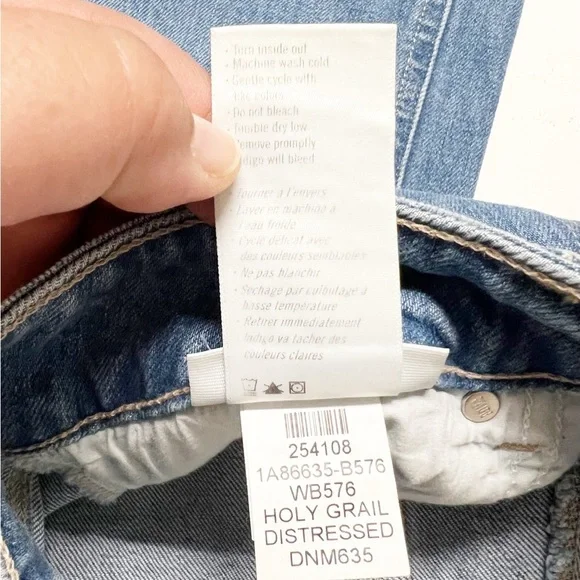 • Turn inside out
• Machine wash cold
• Gentle cycle with
like colors
• Do not bleach
• Tumble dry low
• Remove promptly
• Indigo will bleed
• Tourner à l'envers
• Laver en machine à
l'eau froide
• Cycle délicat avec
des couleurs semblables
• Ne pas blanchir
• Séchage par culbutage à
basse température
• Retirer immédiatement
Indigo va tacher des
couleurs claires
254108
1A86635-B576
WB576
HOLY GRAIL
DISTRESSED
DNM635